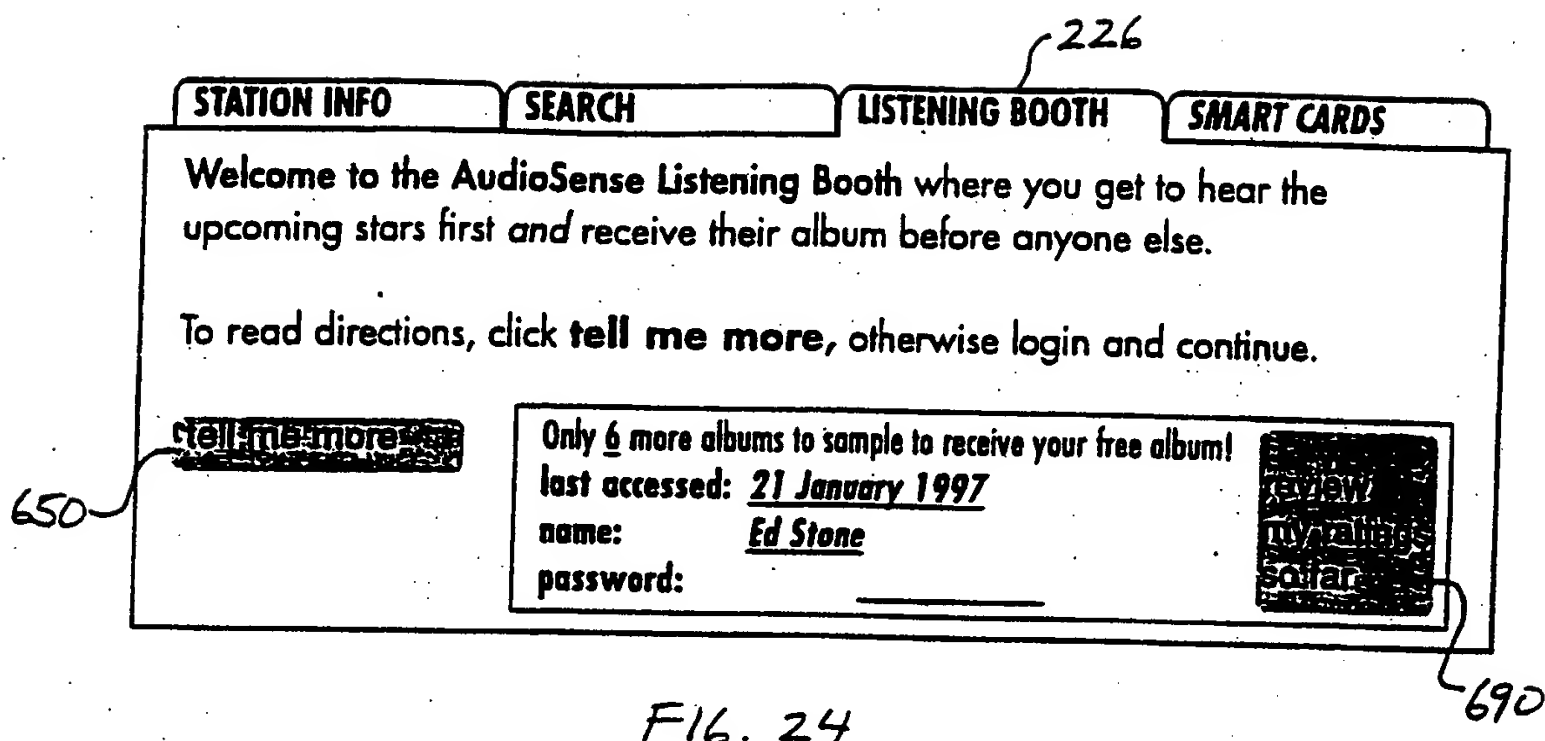 226
STATION INFO SEARCH LISTENING BOOTH SMART CARDS
Welcome to the AudioSense Listening Booth where you get to hear the
upcoming stars first and receive their album before anyone else.
To read directions, click tell me more, otherwise login and continue.
tell me more
650
Only 6 more albums to sample to receive your free album!
last accessed: 21 January 1997
name: Ed Stone
password:
review
my ratings
so far
690
FIG. 24